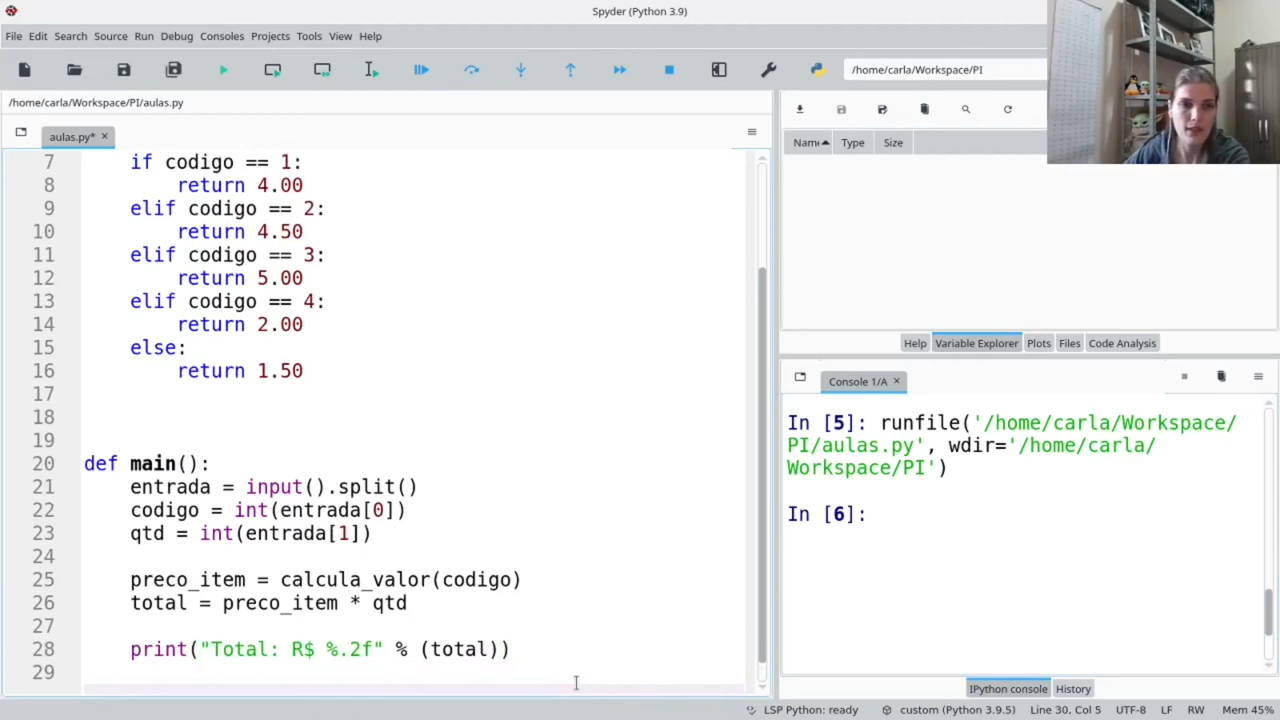 Spyder (Python 3.9)
File Edit Search Source Run Debug Consoles Projects Tools View Help
/home/carla/Workspace/PI
/home/carla/Workspace/PI/aulas.py
aulas.py*
Name Type Size
7 if codigo == 1:
8 return 4.00
9 elif codigo == 2:
10 return 4.50
11 elif codigo == 3:
12 return 5.00
13 elif codigo == 4:
14 return 2.00
15 else:
16 return 1.50
17
18
19
20 def main():
21 entrada = input().split()
22 codigo = int(entrada[0])
23 qtd = int(entrada[1])
24
25 preco_item = calcula_valor(codigo)
26 total = preco_item * qtd
27
28 print("Total: R$ %.2f" % (total))
29
Help Variable Explorer Plots Files Code Analysis
Console 1/A
In [5]: runfile('/home/carla/Workspace/
PI/aulas.py', wdir='/home/carla/
Workspace/PI')
In [6]:
IPython console History
LSP Python: ready custom (Python 3.9.5) Line 30, Col 5 UTF-8 LF RW Mem 45%